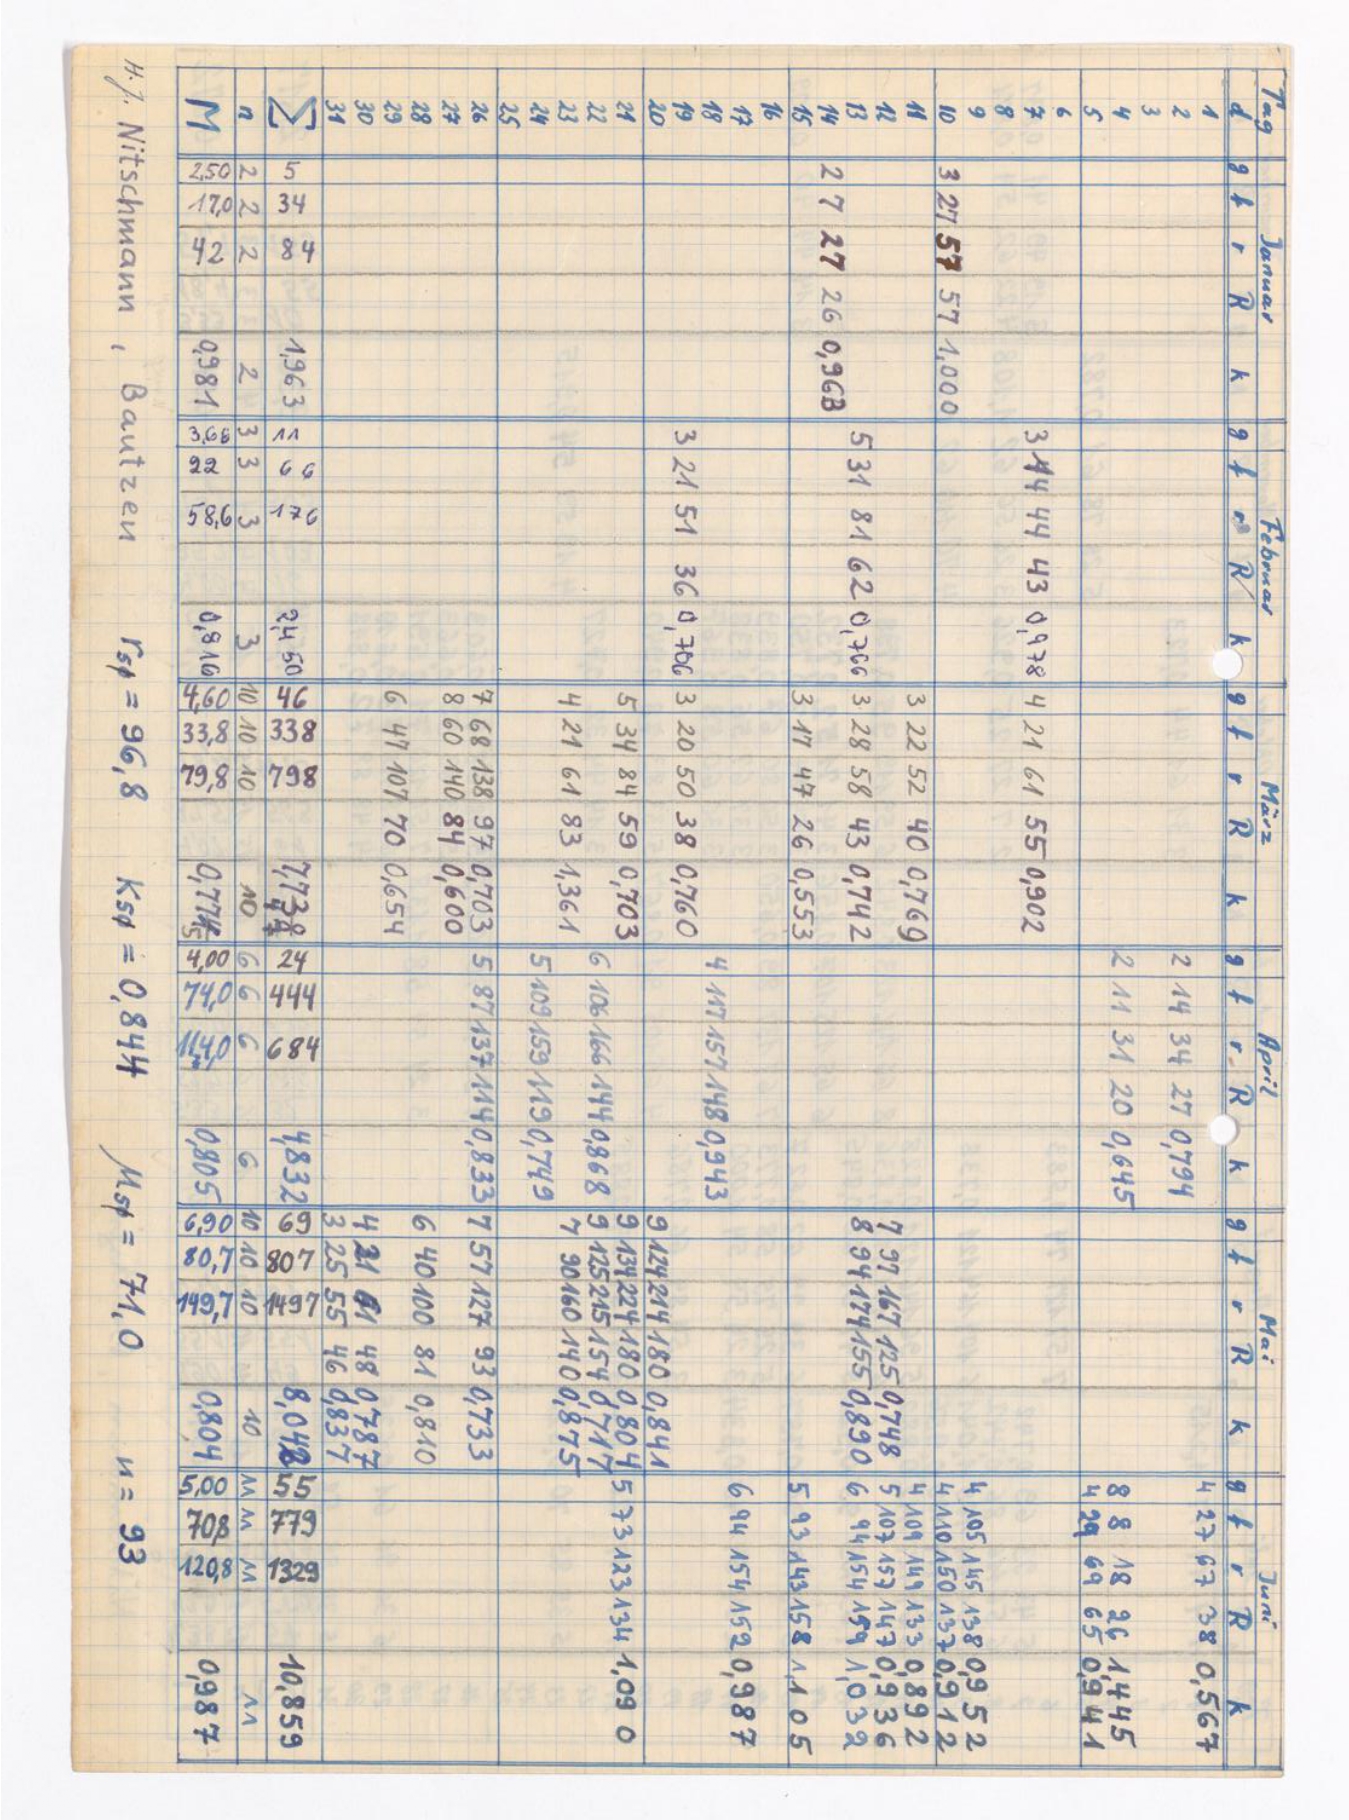 Tag Januar Februar März April Mai Juni
d g f r R k g f r R k g f r R k g f r R k g f r R k g f r R k
1 4 27 67 38 0,567
2 2 14 34 27 0,794
3
4 2 11 31 20 0,645 8 8 18 26 1,445
5 4 29 69 65 0,941
6
7 3 14 44 43 0,978 4 21 61 55 0,902
8
9 4 105 145 138 0,952
10 3 27 57 57 1,000 4 110 150 137 0,912
11 3 22 52 40 0,769 4 109 149 133 0,892
12 7 97 167 125 0,748 5 107 157 147 0,936
13 5 31 81 62 0,766 3 28 58 43 0,742 8 94 174 155 0,890 6 94 154 159 1,032
14 2 7 27 26 0,963
15 3 17 47 26 0,553 5 93 143 158 1,105
16
17 6 94 154 152 0,987
18 4 117 157 148 0,943
19 3 21 51 36 0,706 3 20 50 38 0,760
20 9 124 214 180 0,841
21 5 34 84 59 0,703 9 134 224 180 0,804 5 73 123 134 1,090
22 6 106 166 144 0,868 9 125 215 154 0,717
23 4 21 61 83 1,361 7 90 160 140 0,875
24 5 109 159 119 0,749
25
26 7 68 138 97 0,703 5 87 137 114 0,833 7 57 127 93 0,733
27 8 60 140 84 0,600
28 6 40 100 81 0,810
29 6 47 107 70 0,654
30 4 21 61 48 0,787
31 3 25 55 46 0,837
Σ 5 34 84 1,963 11 66 176 2,450 46 338 798 24 444 684 4,832 69 807 1497 8,042 55 779 1329 10,859
n 2 2 2 2 3 3 3 3 10 10 10 10 6 6 6 6 10 10 10 10 11 11 11 11
M 2,50 17,0 42 0,981 3,66 22 58,6 0,816 4,60 33,8 79,8 4,00 74,0 114,0 0,805 6,90 80,7 149,7 0,804 5,00 70,8 120,8 0,987
H.J. Nitschmann, Bautzen rsp = 96,8 Ksp = 0,8444 Msp = 71,0 n = 93